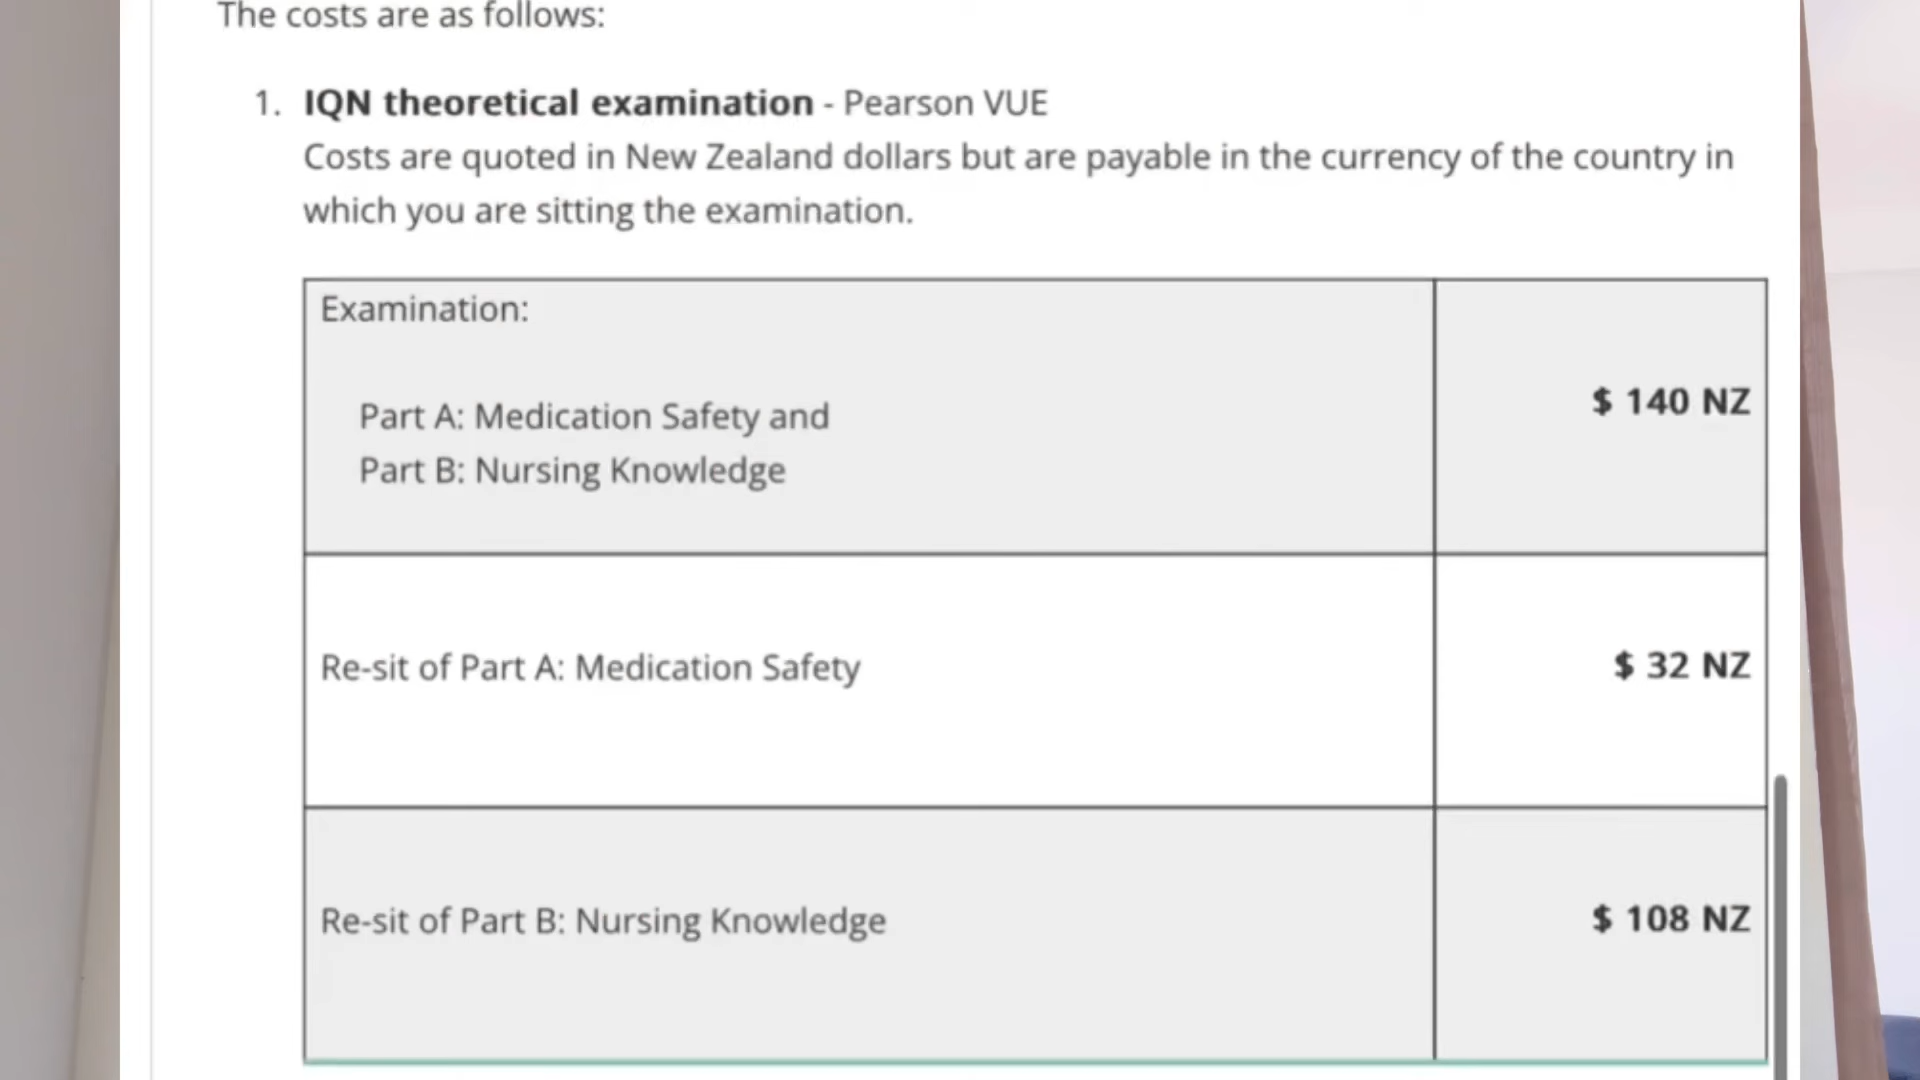 The costs are as follows:
1. IQN theoretical examination - Pearson VUE
Costs are quoted in New Zealand dollars but are payable in the currency of the country in
which you are sitting the examination.
Examination:
Part A: Medication Safety and
Part B: Nursing Knowledge
$ 140 NZ
Re-sit of Part A: Medication Safety
$ 32 NZ
Re-sit of Part B: Nursing Knowledge
$ 108 NZ